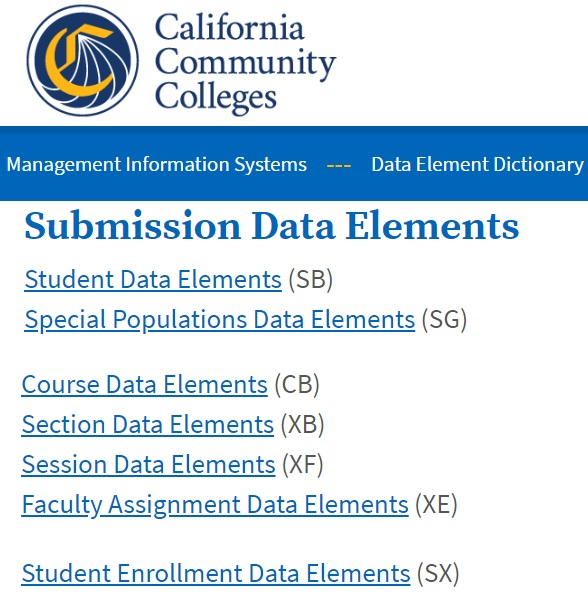 California
Community
Colleges
Management Information Systems --- Data Element Dictionary
Submission Data Elements
Student Data Elements (SB)
Special Populations Data Elements (SG)
Course Data Elements (CB)
Section Data Elements (XB)
Session Data Elements (XF)
Faculty Assignment Data Elements (XE)
Student Enrollment Data Elements (SX)